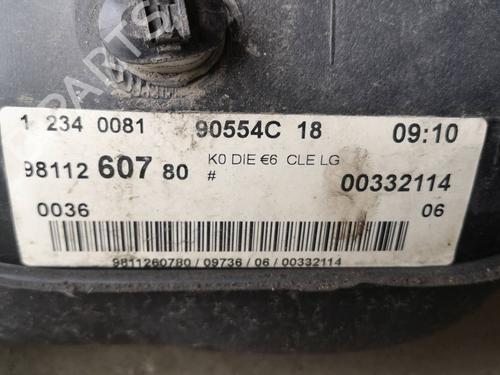 PARTS
1 234 0081 90554C 18 09:10
98112 607 80 K0 DIE €6 CLE LG
# 00332114
0036 06
9811260780 / 09736 / 06 / 00332114